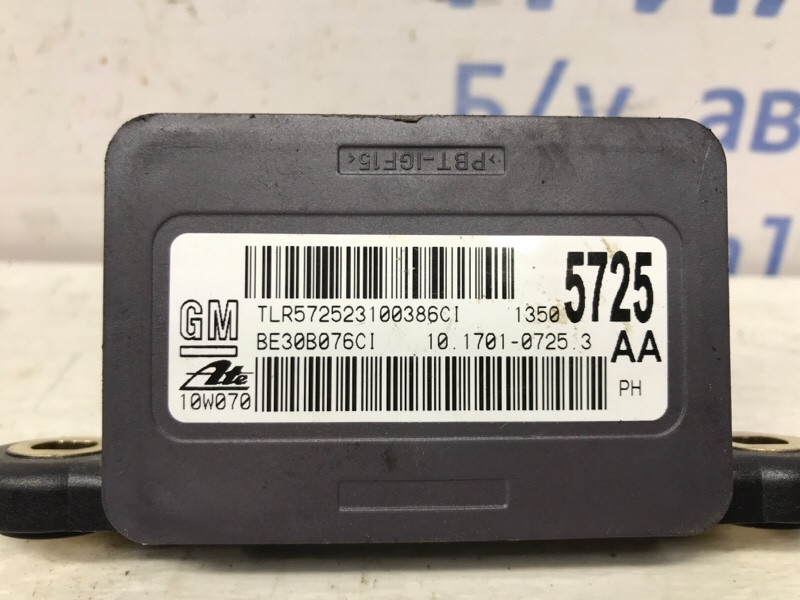 Б/у ав
>PBT-IGF15<
GM
TLR572523100386CI 1350 5725
BE30B076CI 10.1701-0725.3 AA
Ate
10W070 PH